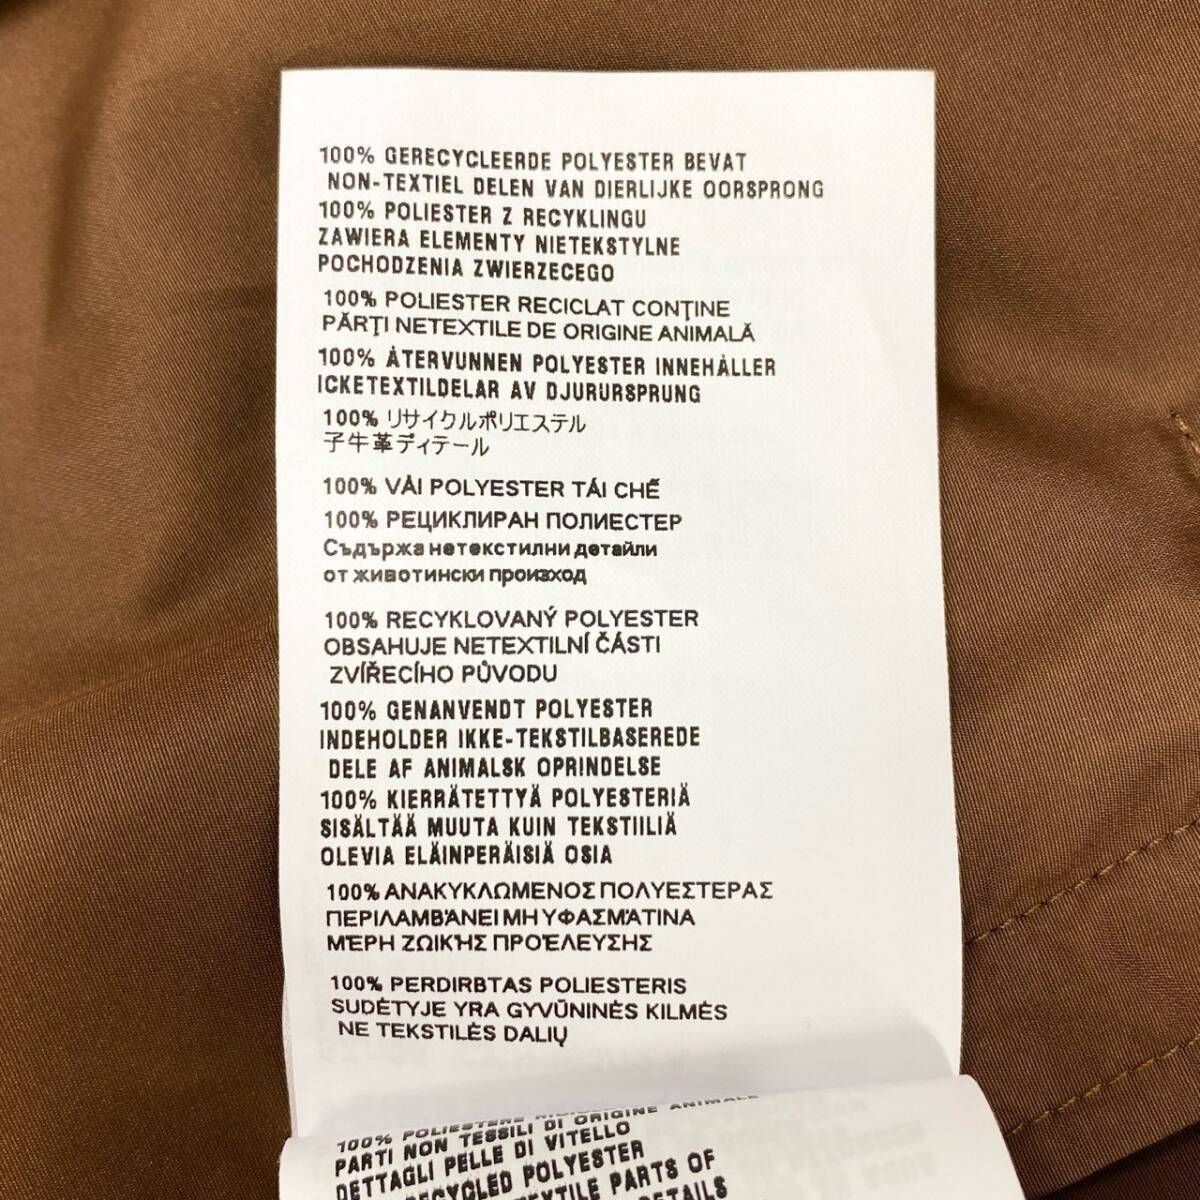 100% GERECYCLEERDE POLYESTER BEVAT
NON-TEXTIEL DELEN VAN DIERLIJKE OORSPRONG
100% POLIESTER Z RECYKLINGU
ZAWIERA ELEMENTY NIETEKSTYLNE
POCHODZENIA ZWIERZECEGO
100% POLIESTER RECICLAT CONŢINE
PĂRŢI NETEXTILE DE ORIGINE ANIMALĂ
100% ÅTERVUNNEN POLYESTER INNEHÅLLER
ICKETEXTILDELAR AV DJURURSPRUNG
100% リサイクルポリエステル
子牛革ディテール
100% VẢI POLYESTER TÁI CHẾ
100% РЕЦИКЛИРАН ПОЛИЕСТЕР
Съдържа нетекстилни детайли
от животински произход
100% RECYKLOVANÝ POLYESTER
OBSAHUJE NETEXTILNÍ ČÁSTI
ZVÍŘECÍHO PŮVODU
100% GENANVENDT POLYESTER
INDEHOLDER IKKE-TEKSTILBASEREDE
DELE AF ANIMALSK OPRINDELSE
100% KIERRÄTETTYÄ POLYESTERIÄ
SISÄLTÄÄ MUUTA KUIN TEKSTIILIÄ
OLEVIA ELÄINPERÄISIÄ OSIA
100% ΑΝΑΚΥΚΛΩΜΕΝΟΣ ΠΟΛΥΕΣΤΕΡΑΣ
ΠΕΡΙΛΑΜΒΆΝΕΙ ΜΗ ΥΦΑΣΜΆΤΙΝΑ
ΜΈΡΗ ΖΩΙΚΉΣ ΠΡΟΈΛΕΥΣΗΣ
100% PERDIRBTAS POLIESTERIS
SUDĖTYJE YRA GYVŪNINĖS KILMĖS
NE TEKSTILĖS DALIŲ
100% POLIESTERE DI ORIGINE ANIMALE
PARTI NON TESSILI DI VITELLO
DETTAGLI PELLE DI
POLYESTER
PARTS OF